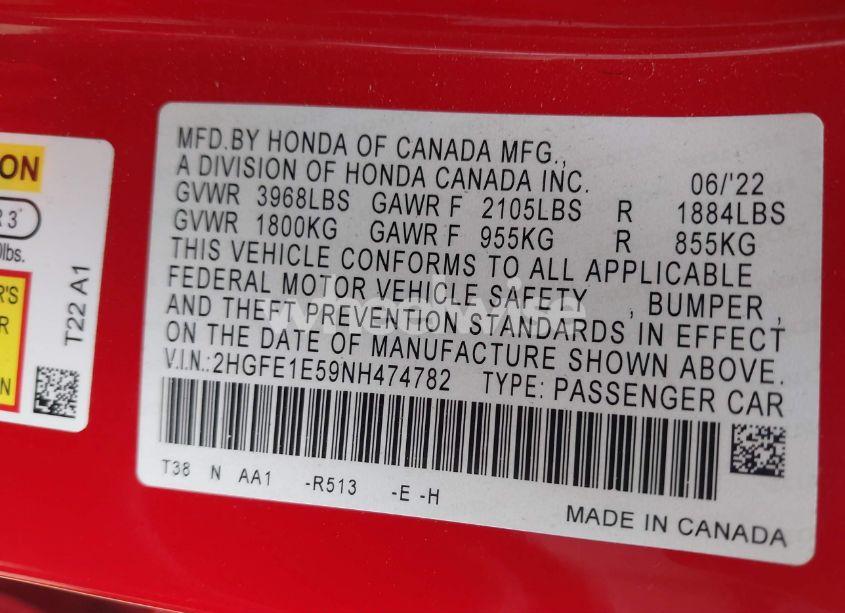 ON
R 3
lbs.
'S
R
N
T22 A1
MFD.BY HONDA OF CANADA MFG.,
A DIVISION OF HONDA CANADA INC. 06/'22
GVWR 3968LBS GAWR F 2105LBS R 1884LBS
GVWR 1800KG GAWR F 955KG R 855KG
THIS VEHICLE CONFORMS TO ALL APPLICABLE
FEDERAL MOTOR VEHICLE SAFETY , BUMPER ,
AND THEFT PREVENTION STANDARDS IN EFFECT
ON THE DATE OF MANUFACTURE SHOWN ABOVE.
V.I.N.:2HGFE1E59NH474782 TYPE: PASSENGER CAR
T38 N AA1 -R513 -E -H
MADE IN CANADA